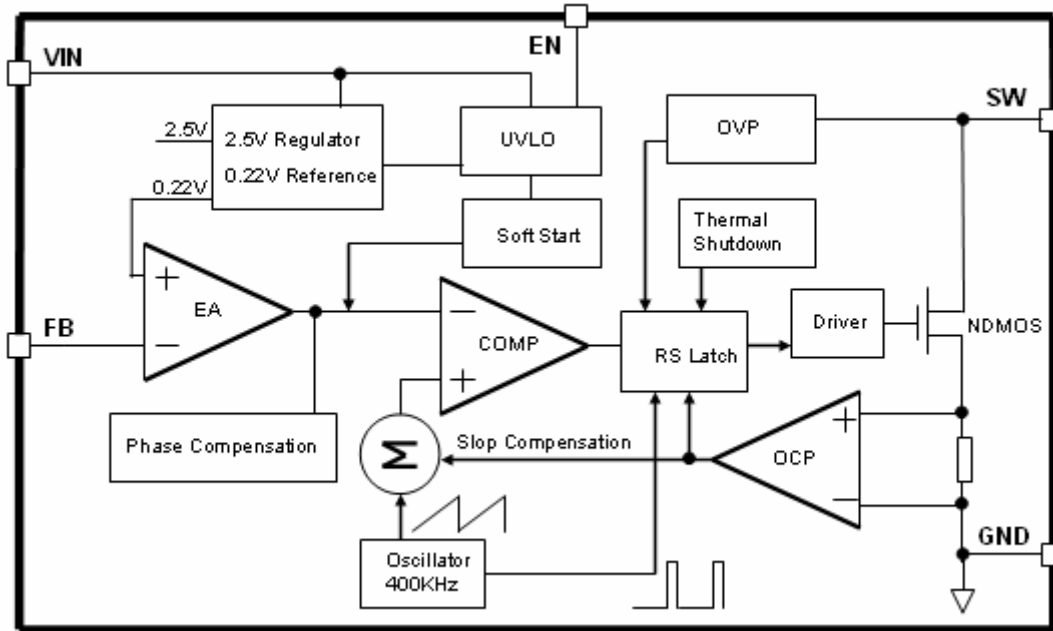 EN
VIN
SW
2.5V
2.5V Regulator
0.22V Reference
0.22V
UVLO
OVP
Soft Start
Thermal
Shutdown
+
EA
−
FB
−
COMP
+
RS Latch
Driver
NDMOS
Phase Compensation
Σ
Slop Compensation
+
OCP
−
GND
Oscillator
400KHz